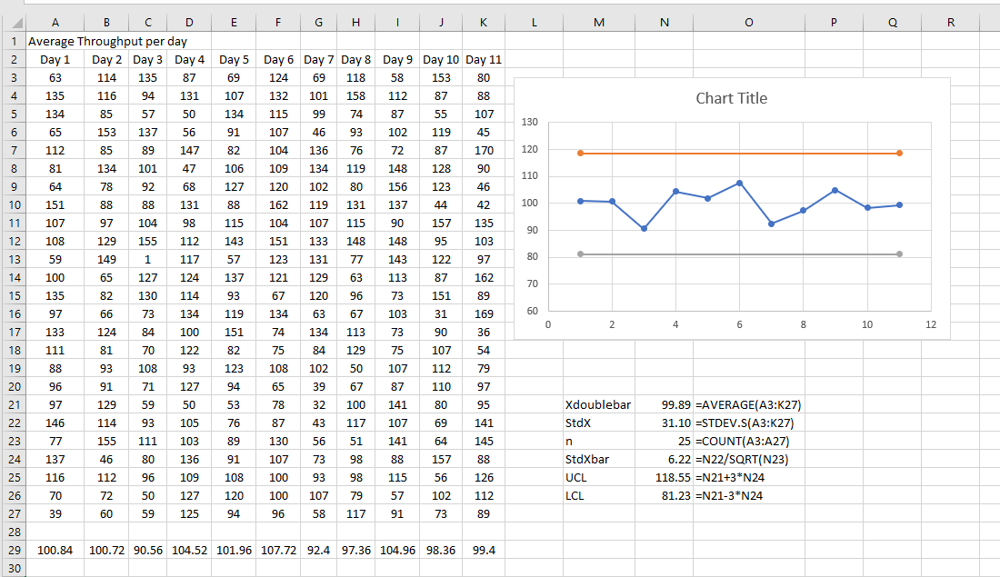 A B C D E F G H I J K L M N O P Q R
1 Average Throughput per day
2 Day 1 Day 2 Day 3 Day 4 Day 5 Day 6 Day 7 Day 8 Day 9 Day 10 Day 11
3 63 114 135 87 69 124 69 118 58 153 80
4 135 116 94 131 107 132 101 158 112 87 88
5 134 85 57 50 134 115 99 74 87 55 107
6 65 153 137 56 91 107 46 93 102 119 45
7 112 85 89 147 82 104 136 76 72 87 170
8 81 134 101 47 106 109 134 119 148 128 90
9 64 78 92 68 127 120 102 80 156 123 46
10 151 88 88 131 88 162 119 131 137 44 42
11 107 97 104 98 115 104 107 115 90 157 135
12 108 129 155 112 143 151 133 148 148 95 103
13 59 149 1 117 57 123 131 77 143 122 97
14 100 65 127 124 137 121 129 63 113 87 162
15 135 82 130 114 93 67 120 96 73 151 89
16 97 66 73 134 119 134 63 67 103 31 169
17 133 124 84 100 151 74 134 113 73 90 36
18 111 81 70 122 82 75 84 129 75 107 54
19 88 93 108 93 123 108 102 50 107 112 79
20 96 91 71 127 94 65 39 67 87 110 97
21 97 129 59 50 53 78 32 100 141 80 95 Xdoublebar 99.89 =AVERAGE(A3:K27)
22 146 114 93 105 76 87 43 117 107 69 141 StdX 31.10 =STDEV.S(A3:K27)
23 77 155 111 103 89 130 56 51 141 64 145 n 25 =COUNT(A3:A27)
24 137 46 80 136 91 107 73 98 88 157 88 StdXbar 6.22 =N22/SQRT(N23)
25 116 112 96 109 108 100 93 98 115 56 126 UCL 118.55 =N21+3*N24
26 70 72 50 127 120 100 107 79 57 102 112 LCL 81.23 =N21-3*N24
27 39 60 59 125 94 96 58 117 91 73 89
28
29 100.84 100.72 90.56 104.52 101.96 107.72 92.4 97.36 104.96 98.36 99.4
30
Chart Title
130
120
110
100
90
80
70
60
0 2 4 6 8 10 12